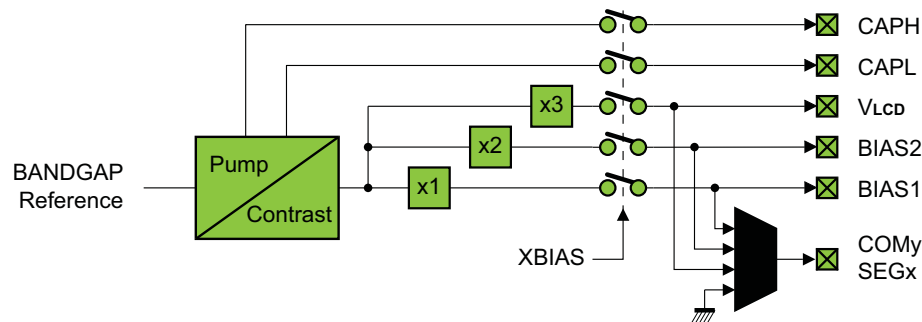 CAPH
CAPL
x3
VLCD
x2
BIAS2
BANDGAP
Reference
Pump
Contrast
x1
BIAS1
XBIAS
COMy
SEGx